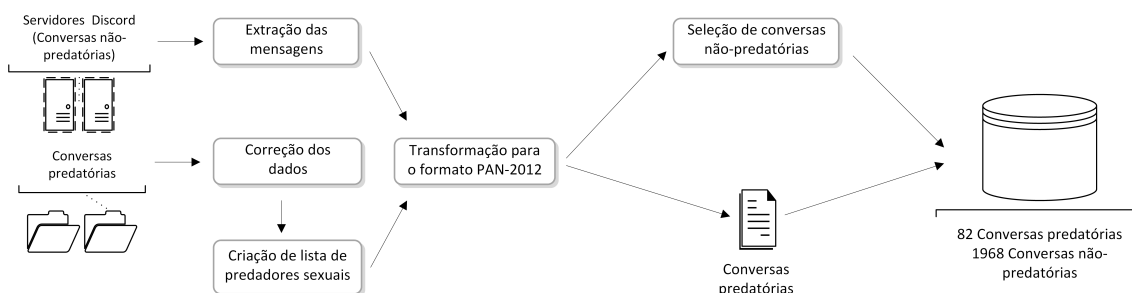 Servidores Discord
(Conversas não-
predatórias)
Extração das
mensagens
Conversas
predatórias
Correção dos
dados
Criação de lista de
predadores sexuais
Transformação para
o formato PAN-2012
Seleção de conversas
não-predatórias
Conversas
predatórias
82 Conversas predatórias
1968 Conversas não-
predatórias